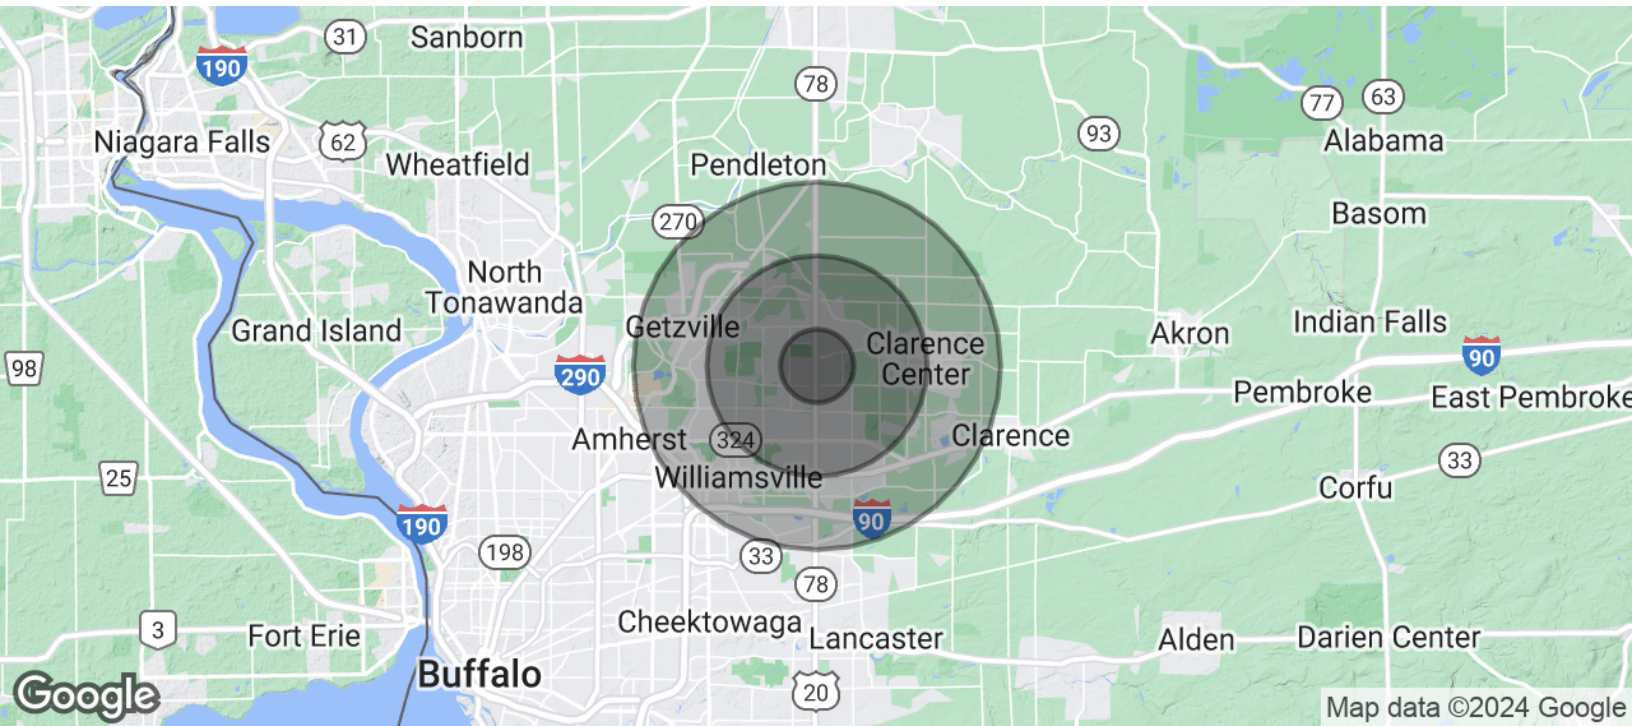 31
Sanborn
190
78
77
63
93
Niagara Falls
62
Alabama
Wheatfield
Pendleton
270
Basom
North
Tonawanda
Getzville
Grand Island
Indian Falls
Akron
Clarence
Center
90
98
290
Pembroke
East Pembroke
Amherst
324
Clarence
33
25
Williamsville
Corfu
190
90
198
33
78
3
Fort Erie
Cheektowaga
Lancaster
Alden
Darien Center
Buffalo
20
Google
Map data ©2024 Google